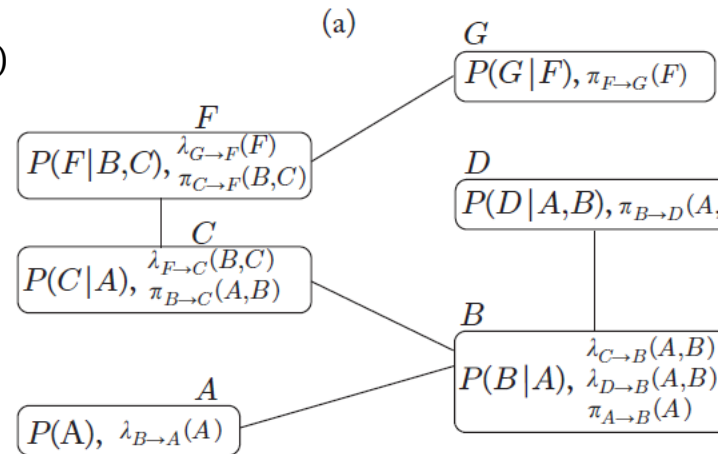 (a)
)
G
P(G|F), π_{F→G}(F)
F
P(F|B,C), λ_{G→F}(F)
π_{C→F}(B,C)
D
P(D|A,B), π_{B→D}(A,
C
P(C|A), λ_{F→C}(B,C)
π_{B→C}(A,B)
B
P(B|A), λ_{C→B}(A,B)
λ_{D→B}(A,B)
π_{A→B}(A)
A
P(A), λ_{B→A}(A)